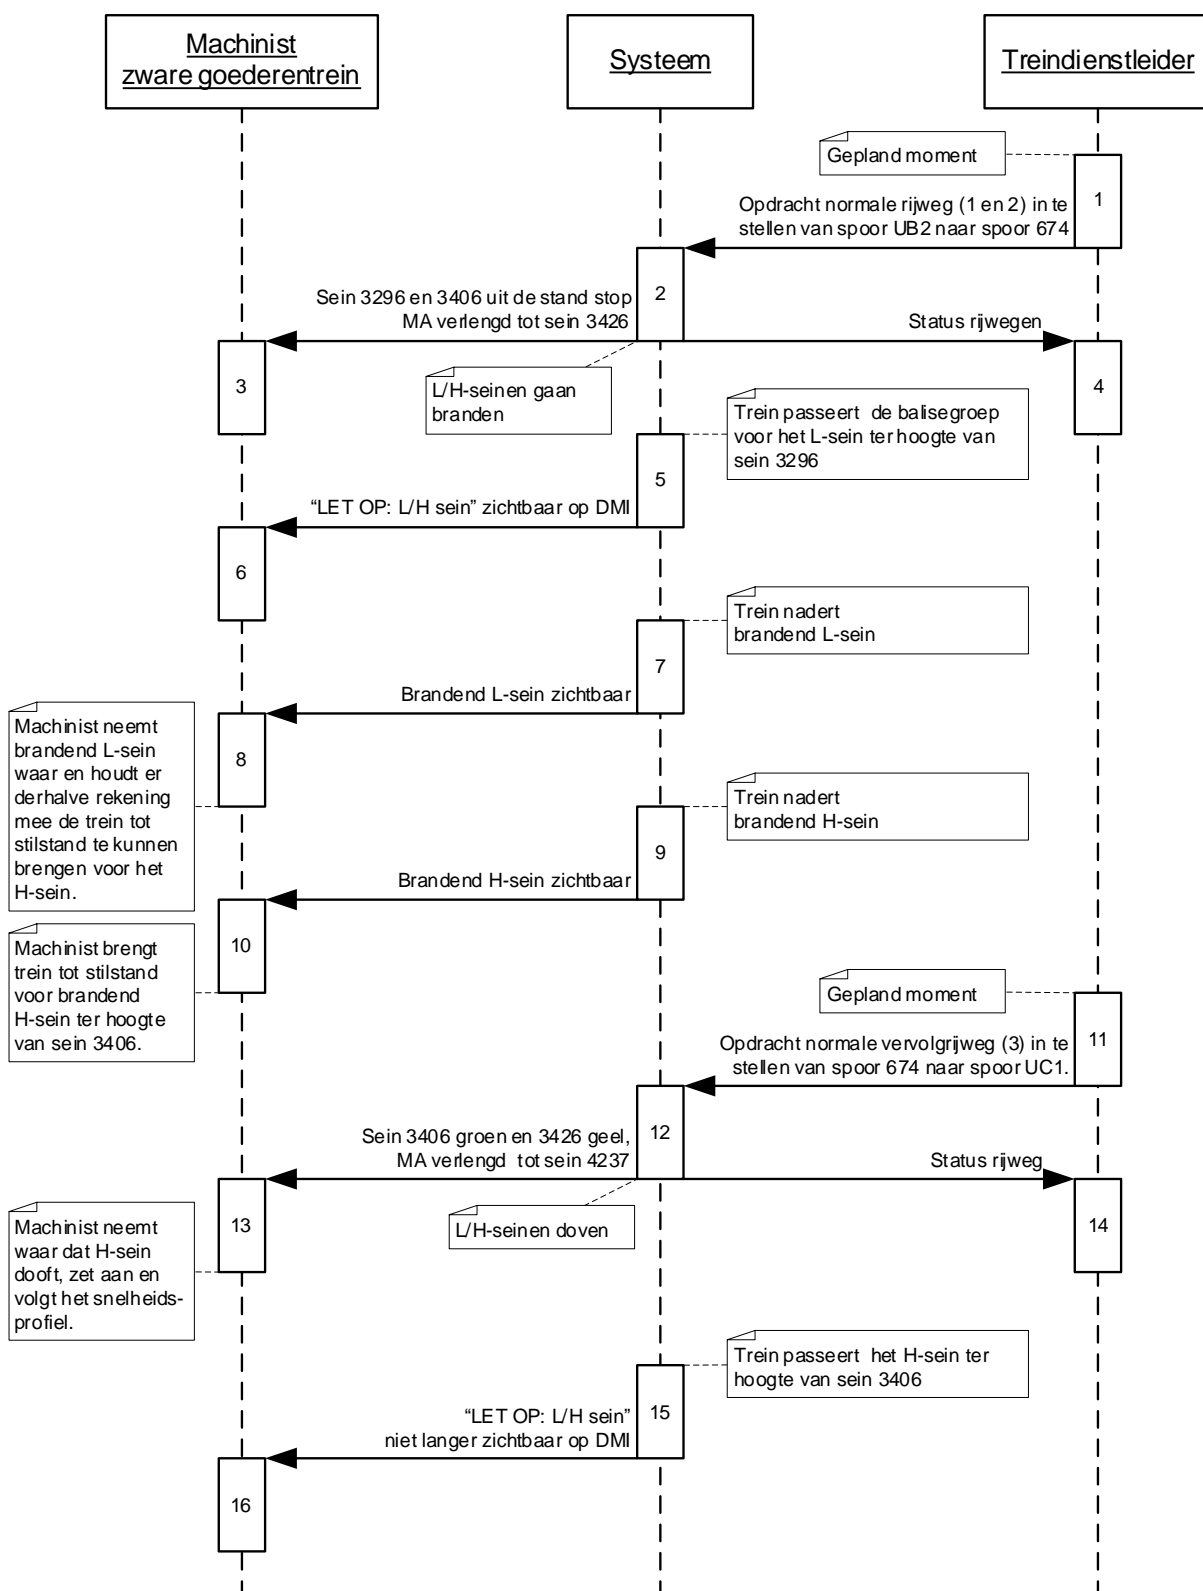 Machinist
zware goederentrein
Systeem
Treindienstleider
Gepland moment
1
Opdracht normale rijweg (1 en 2) in te
stellen van spoor UB2 naar spoor 674
2
Sein 3296 en 3406 uit de stand stop
MA verlengd tot sein 3426
Status rijwegen
3
L/H-seinen gaan
branden
4
Trein passeert de balisegroep
voor het L-sein ter hoogte van
sein 3296
5
“LET OP: L/H sein” zichtbaar op DMI
6
Trein nadert
brandend L-sein
7
Brandend L-sein zichtbaar
Machinist neemt
brandend L-sein
waar en houdt er
derhalve rekening
mee de trein tot
stilstand te kunnen
brengen voor het
H-sein.
8
Trein nadert
brandend H-sein
9
Brandend H-sein zichtbaar
10
Machinist brengt
trein tot stilstand
voor brandend
H-sein ter hoogte
van sein 3406.
Gepland moment
11
Opdracht normale vervolgrijweg (3) in te
stellen van spoor 674 naar spoor UC1.
12
Sein 3406 groen en 3426 geel,
MA verlengd tot sein 4237
Status rijweg
Machinist neemt
waar dat H-sein
dooft, zet aan en
volgt het snelheids-
profiel.
13
L/H-seinen doven
14
Trein passeert het H-sein ter
hoogte van sein 3406
15
“LET OP: L/H sein”
niet langer zichtbaar op DMI
16